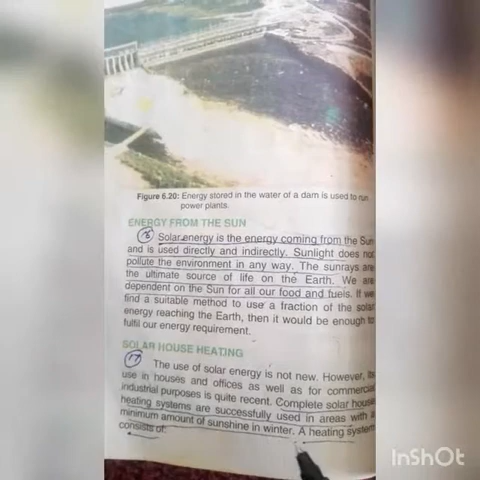 Figure 6.20: Energy stored in the water of a dam is used to run
power plants.
ENERGY FROM THE SUN
16 Solar energy is the energy coming from the Sun
and is used directly and indirectly. Sunlight does not
pollute the environment in any way. The sunrays are
the ultimate source of life on the Earth. We are
dependent on the Sun for all our food and fuels. If we
find a suitable method to use a fraction of the solar
energy reaching the Earth, then it would be enough to
fulfil our energy requirement.
SOLAR HOUSE HEATING
17 The use of solar energy is not new. However, its
use in houses and offices as well as for commercial
industrial purposes is quite recent. Complete solar house
heating systems are successfully used in areas with a
minimum amount of sunshine in winter. A heating system
consists of:
InShOt